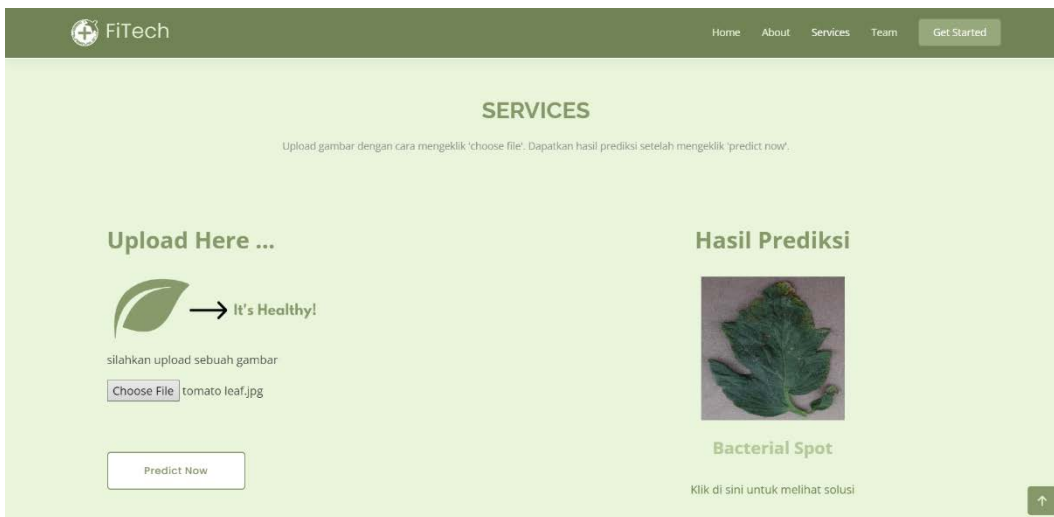 FiTech
Home About Services Team Get Started
SERVICES
Upload gambar dengan cara mengeklik 'choose file'. Dapatkan hasil prediksi setelah mengeklik 'predict now'.
Upload Here ...
It's Healthy!
silahkan upload sebuah gambar
Choose File tomato leaf.jpg
Predict Now
Hasil Prediksi
Bacterial Spot
Klik di sini untuk melihat solusi